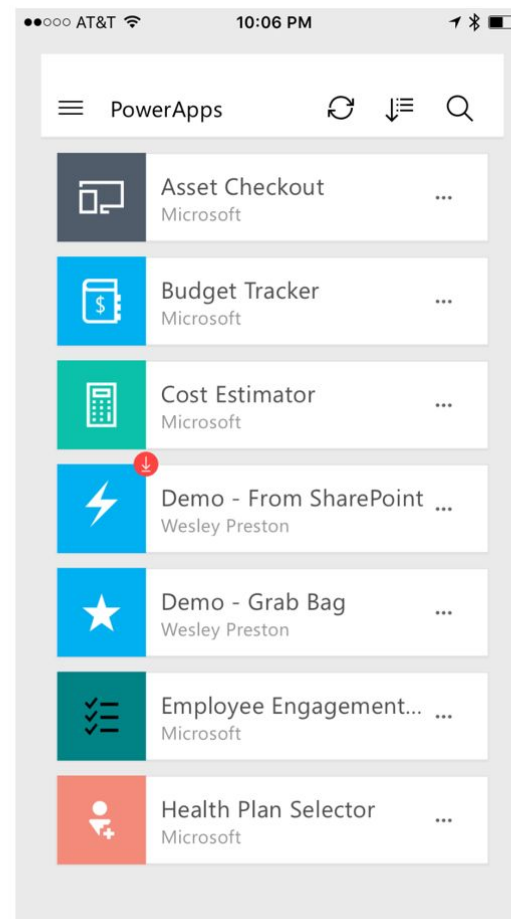 AT&T 10:06 PM
PowerApps
Asset Checkout
Microsoft
...
Budget Tracker
Microsoft
...
Cost Estimator
Microsoft
...
Demo - From SharePoint
Wesley Preston
...
Demo - Grab Bag
Wesley Preston
...
Employee Engagement...
Microsoft
...
Health Plan Selector
Microsoft
...